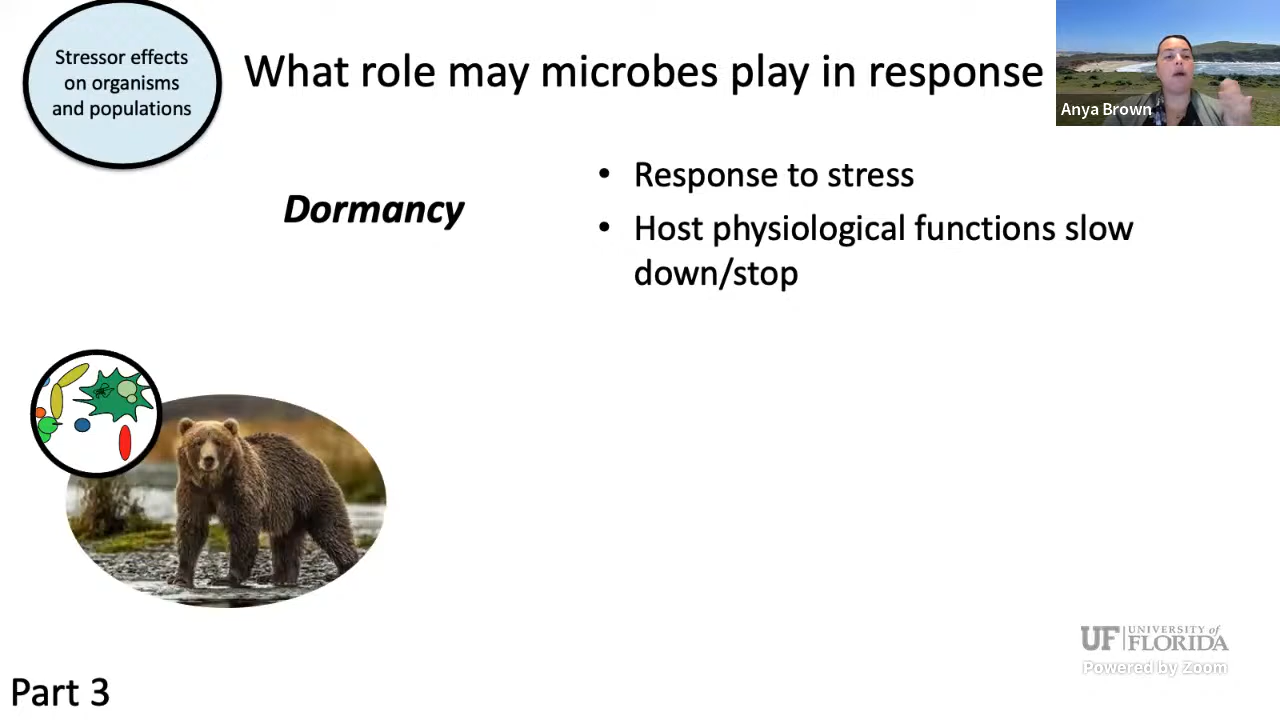 Stressor effects
on organisms
and populations
What role may microbes play in response
Anya Brown
Dormancy
• Response to stress
• Host physiological functions slow
down/stop
UF UNIVERSITY of
FLORIDA
Powered by Zoom
Part 3